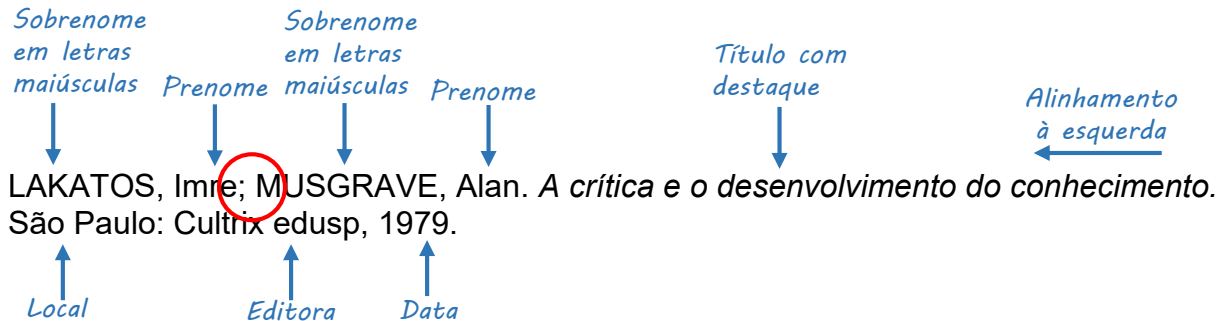 Sobrenome
em letras
maiúsculas
Prenome
Sobrenome
em letras
maiúsculas
Prenome
Título com
destaque
Alinhamento
à esquerda
LAKATOS, Imre; MUSGRAVE, Alan. A crítica e o desenvolvimento do conhecimento.
São Paulo: Cultrix edusp, 1979.
Local
Editora
Data